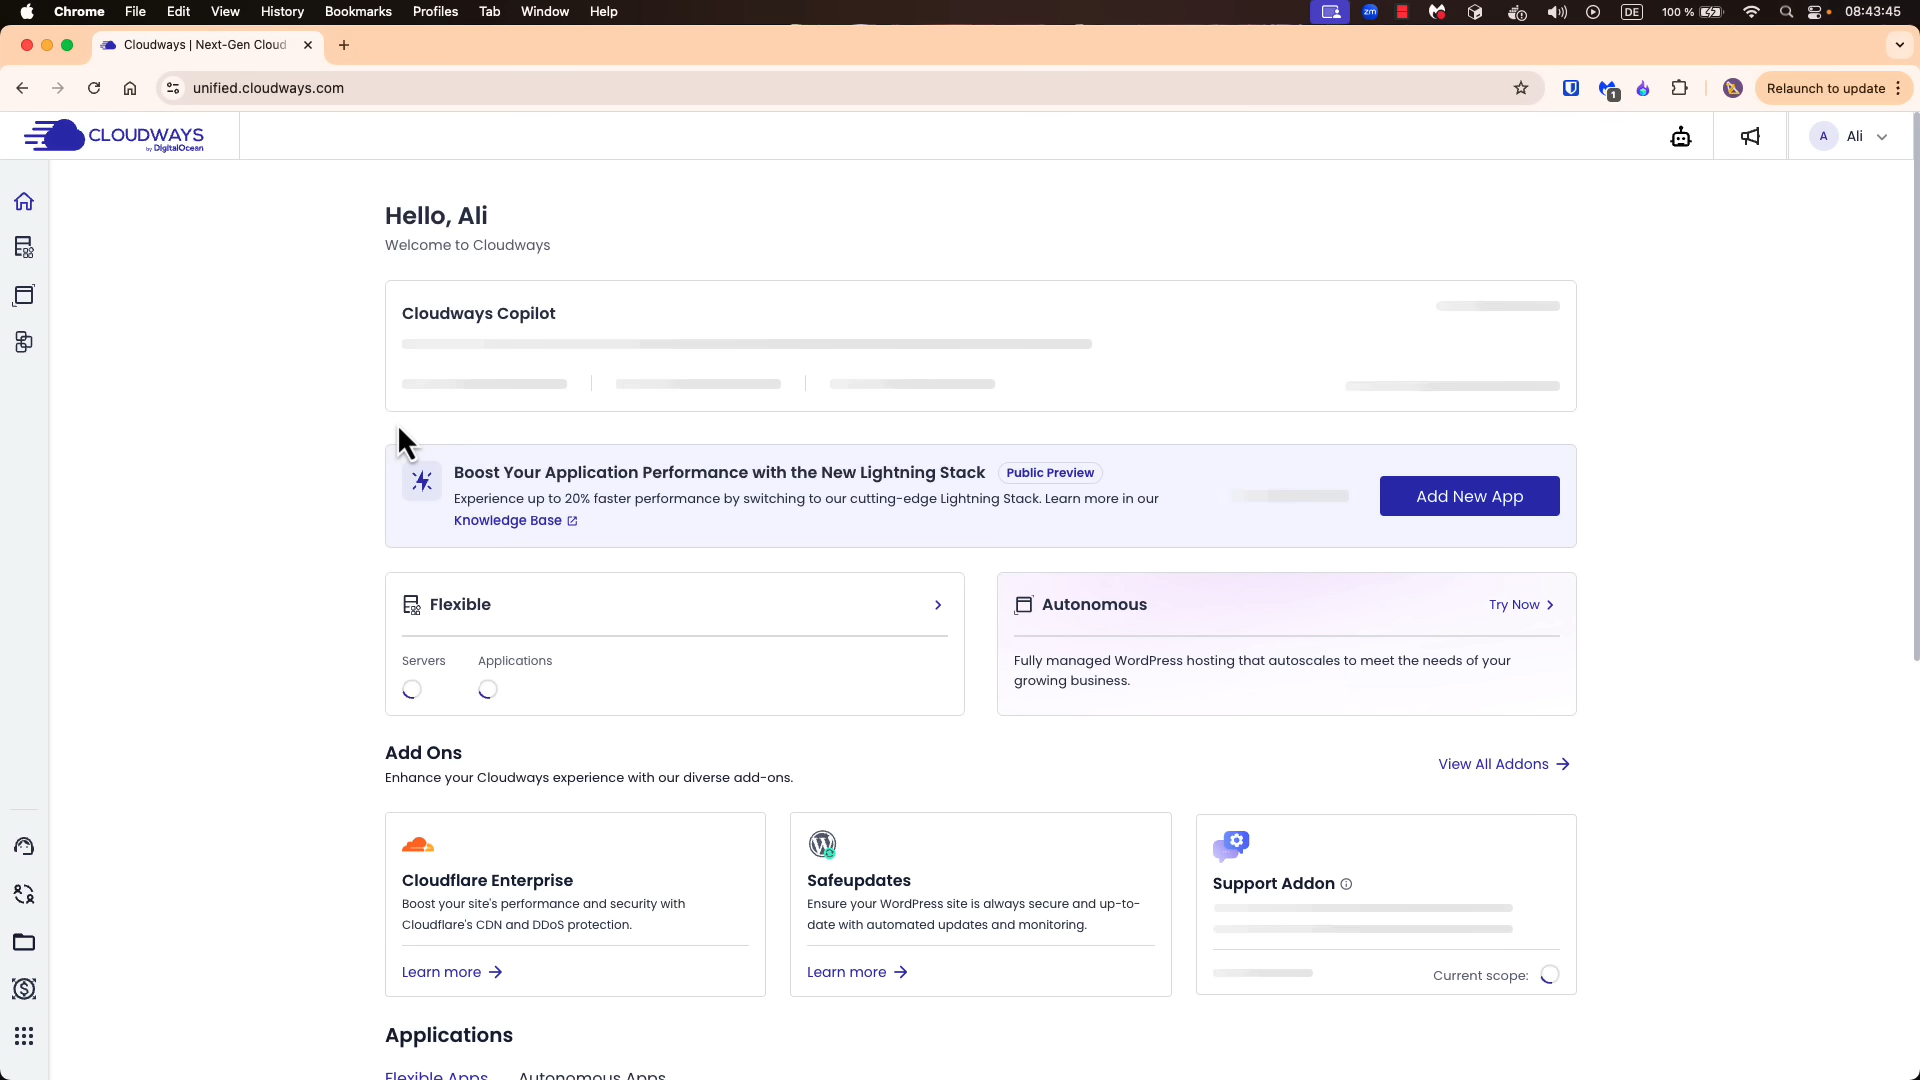 Chrome File Edit View History Bookmarks Profiles Tab Window Help zm DE 100 % 08:43:45
Cloudways | Next-Gen Cloud
unified.cloudways.com 1 Relaunch to update
CLOUDWAYS
by DigitalOcean
A Ali
Hello, Ali
Welcome to Cloudways
Cloudways Copilot
Boost Your Application Performance with the New Lightning Stack Public Preview
Experience up to 20% faster performance by switching to our cutting-edge Lightning Stack. Learn more in our
Knowledge Base
Add New App
Flexible
Servers Applications
Autonomous Try Now
Fully managed WordPress hosting that autoscales to meet the needs of your
growing business.
Add Ons
Enhance your Cloudways experience with our diverse add-ons.
View All Addons
Cloudflare Enterprise
Boost your site's performance and security with
Cloudflare's CDN and DDoS protection.
Learn more
Safeupdates
Ensure your WordPress site is always secure and up-to-
date with automated updates and monitoring.
Learn more
Support Addon
Current scope:
Applications
Flexible Apps Autonomous Apps